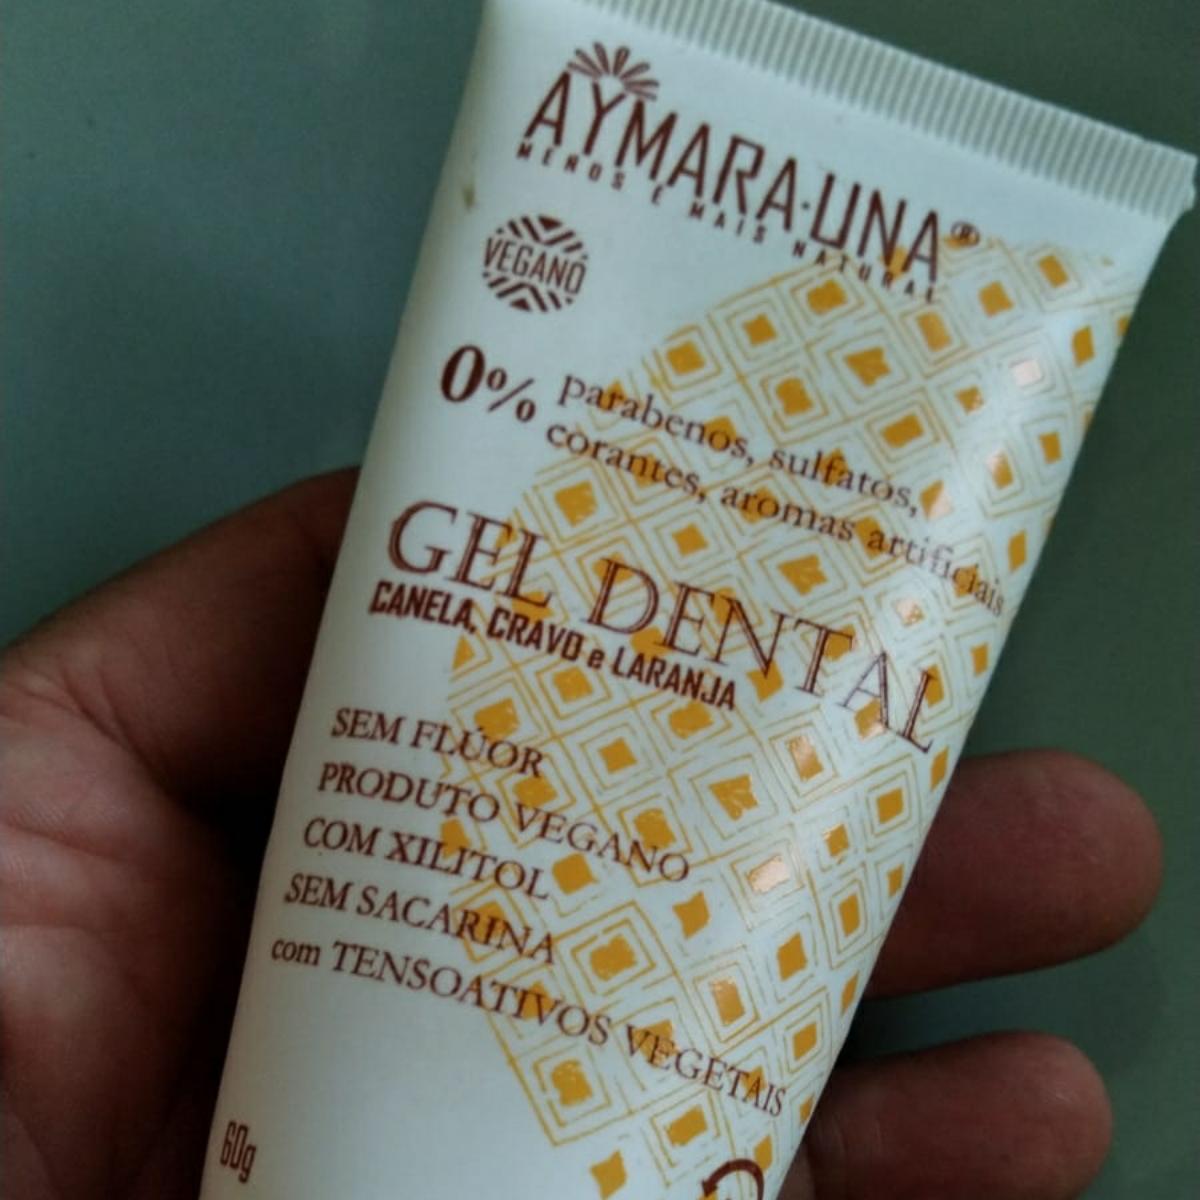 AYMARA·UNA®
MENOS E MAIS NATURAL
VEGANO
0% parabenos, sulfatos,
corantes, aromas artificiais
GEL DENTAL
CANELA, CRAVO e LARANJA
SEM FLÚOR
PRODUTO VEGANO
COM XILITOL
SEM SACARINA
com TENSOATIVOS VEGETAIS
60g